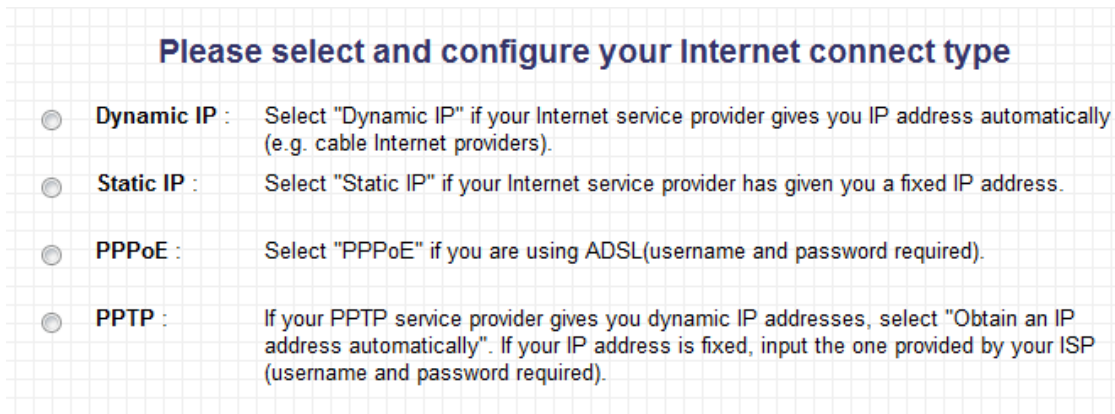 Please select and configure your Internet connect type
Dynamic IP : Select "Dynamic IP" if your Internet service provider gives you IP address automatically
(e.g. cable Internet providers).
Static IP : Select "Static IP" if your Internet service provider has given you a fixed IP address.
PPPoE : Select "PPPoE" if you are using ADSL(username and password required).
PPTP : If your PPTP service provider gives you dynamic IP addresses, select "Obtain an IP
address automatically". If your IP address is fixed, input the one provided by your ISP
(username and password required).